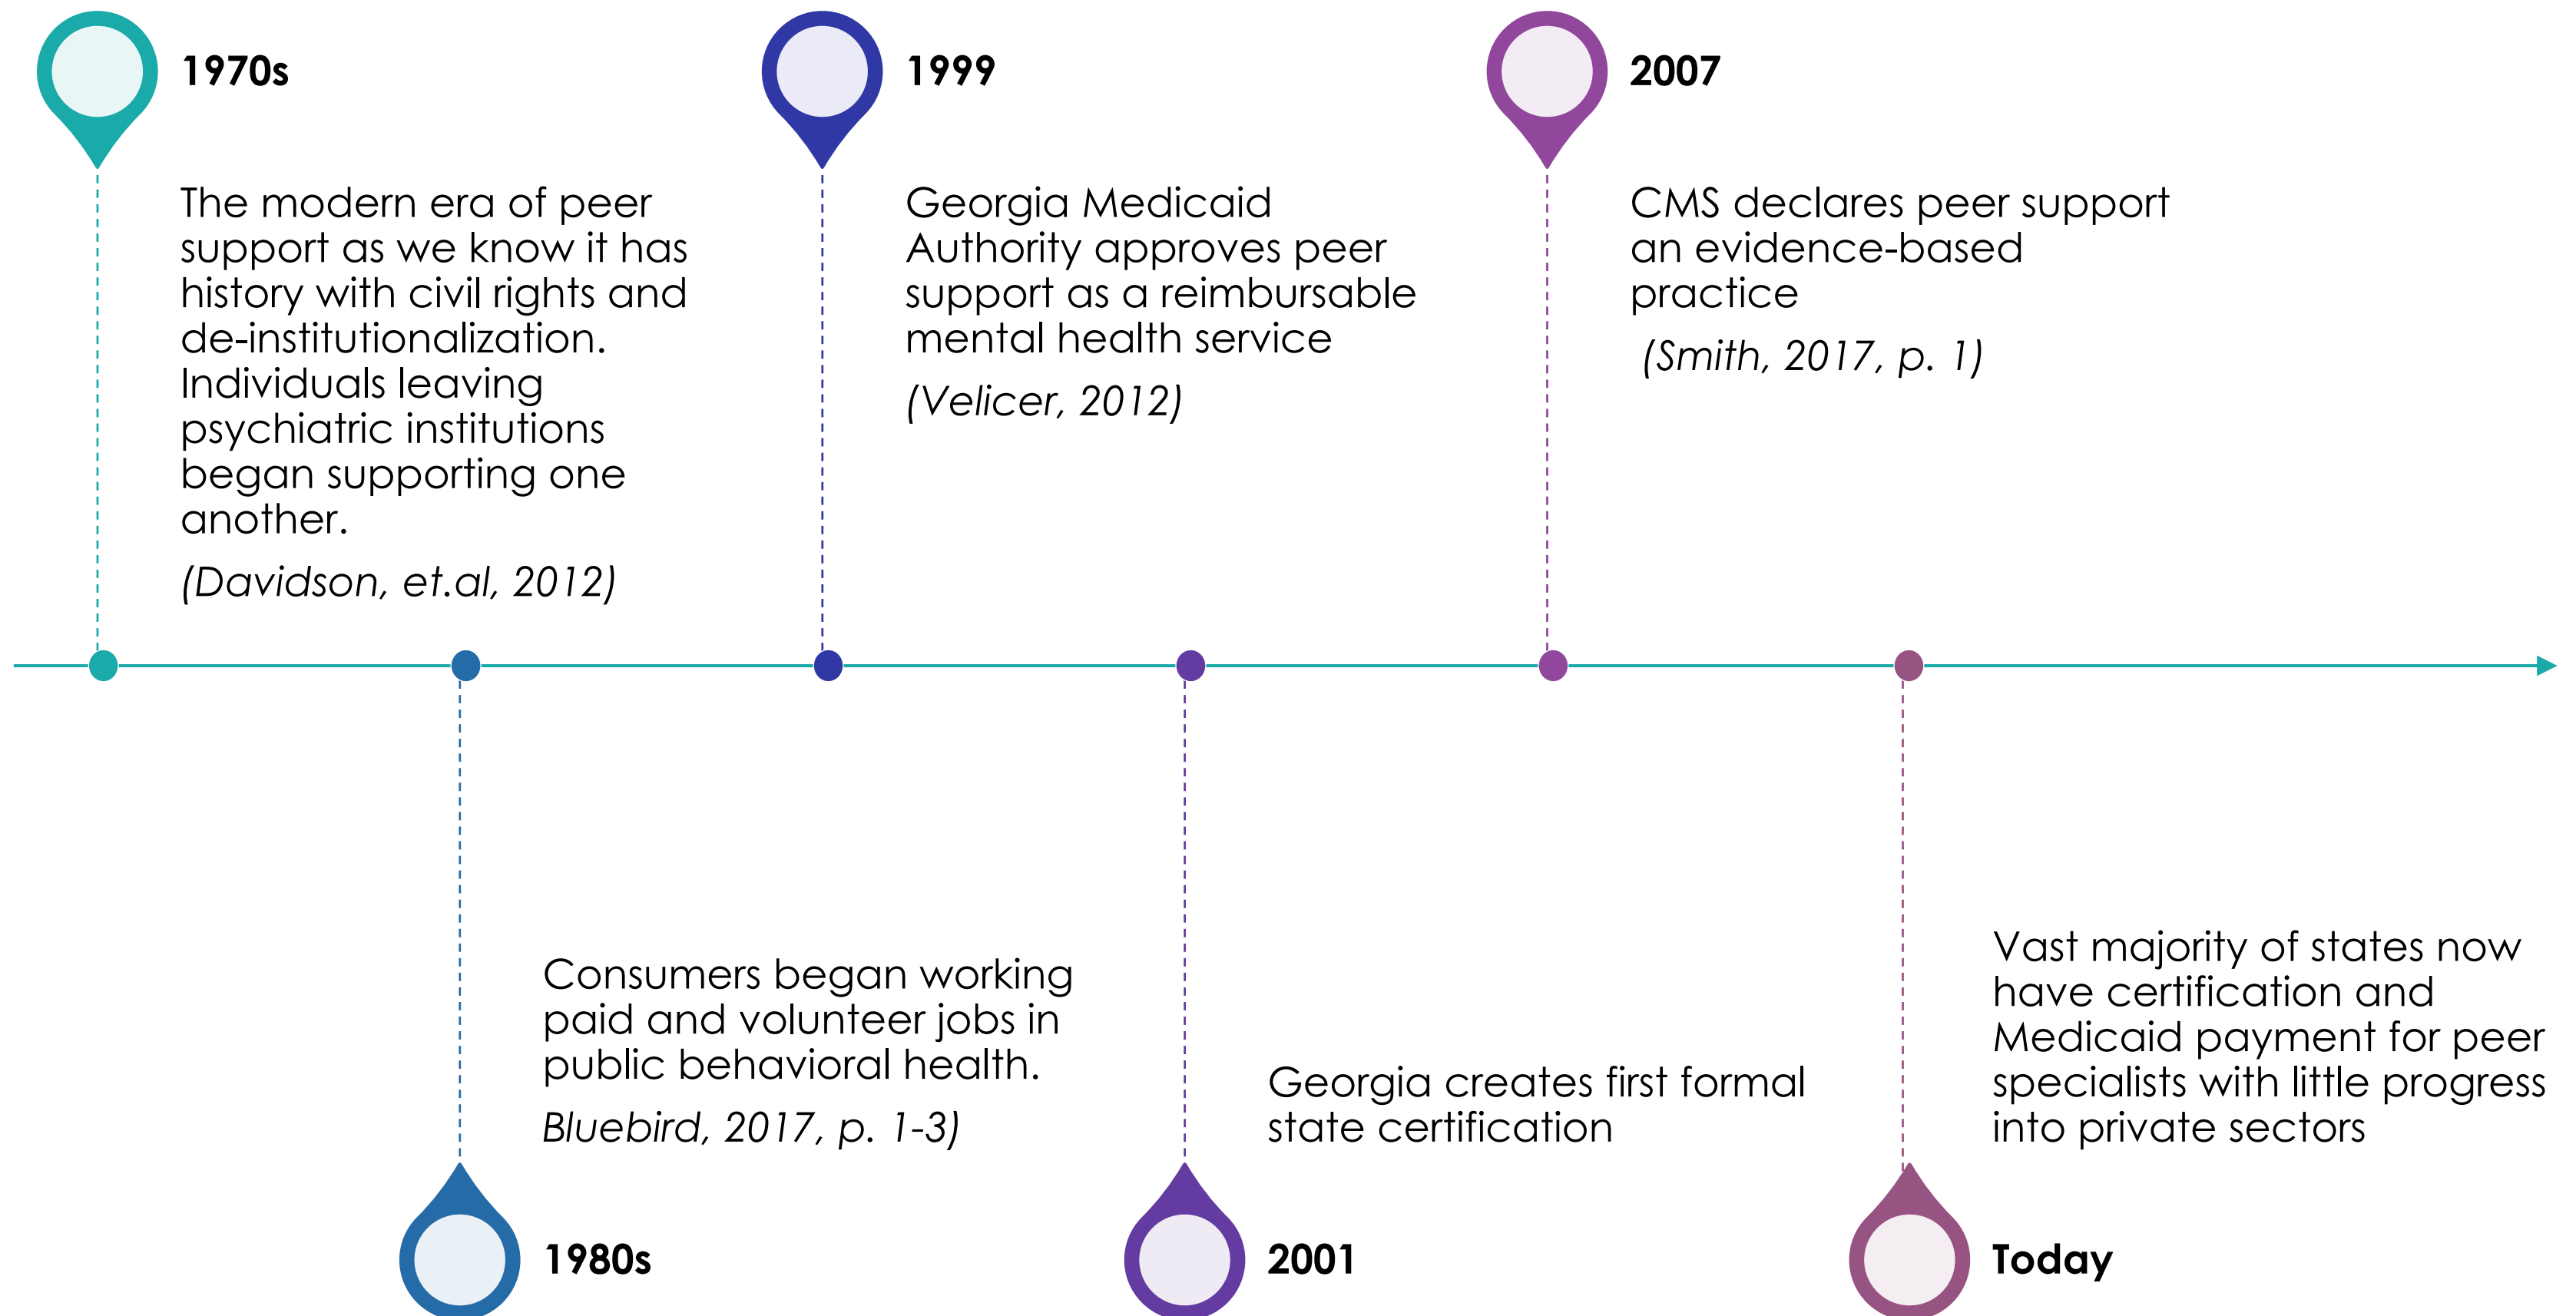 1970s
The modern era of peer
support as we know it has
history with civil rights and
de-institutionalization.
Individuals leaving
psychiatric institutions
began supporting one
another.
(Davidson, et.al, 2012)
1980s
Consumers began working
paid and volunteer jobs in
public behavioral health.
Bluebird, 2017, p. 1-3)
1999
Georgia Medicaid
Authority approves peer
support as a reimbursable
mental health service
(Velicer, 2012)
2001
Georgia creates first formal
state certification
2007
CMS declares peer support
an evidence-based
practice
(Smith, 2017, p. 1)
Today
Vast majority of states now
have certification and
Medicaid payment for peer
specialists with little progress
into private sectors